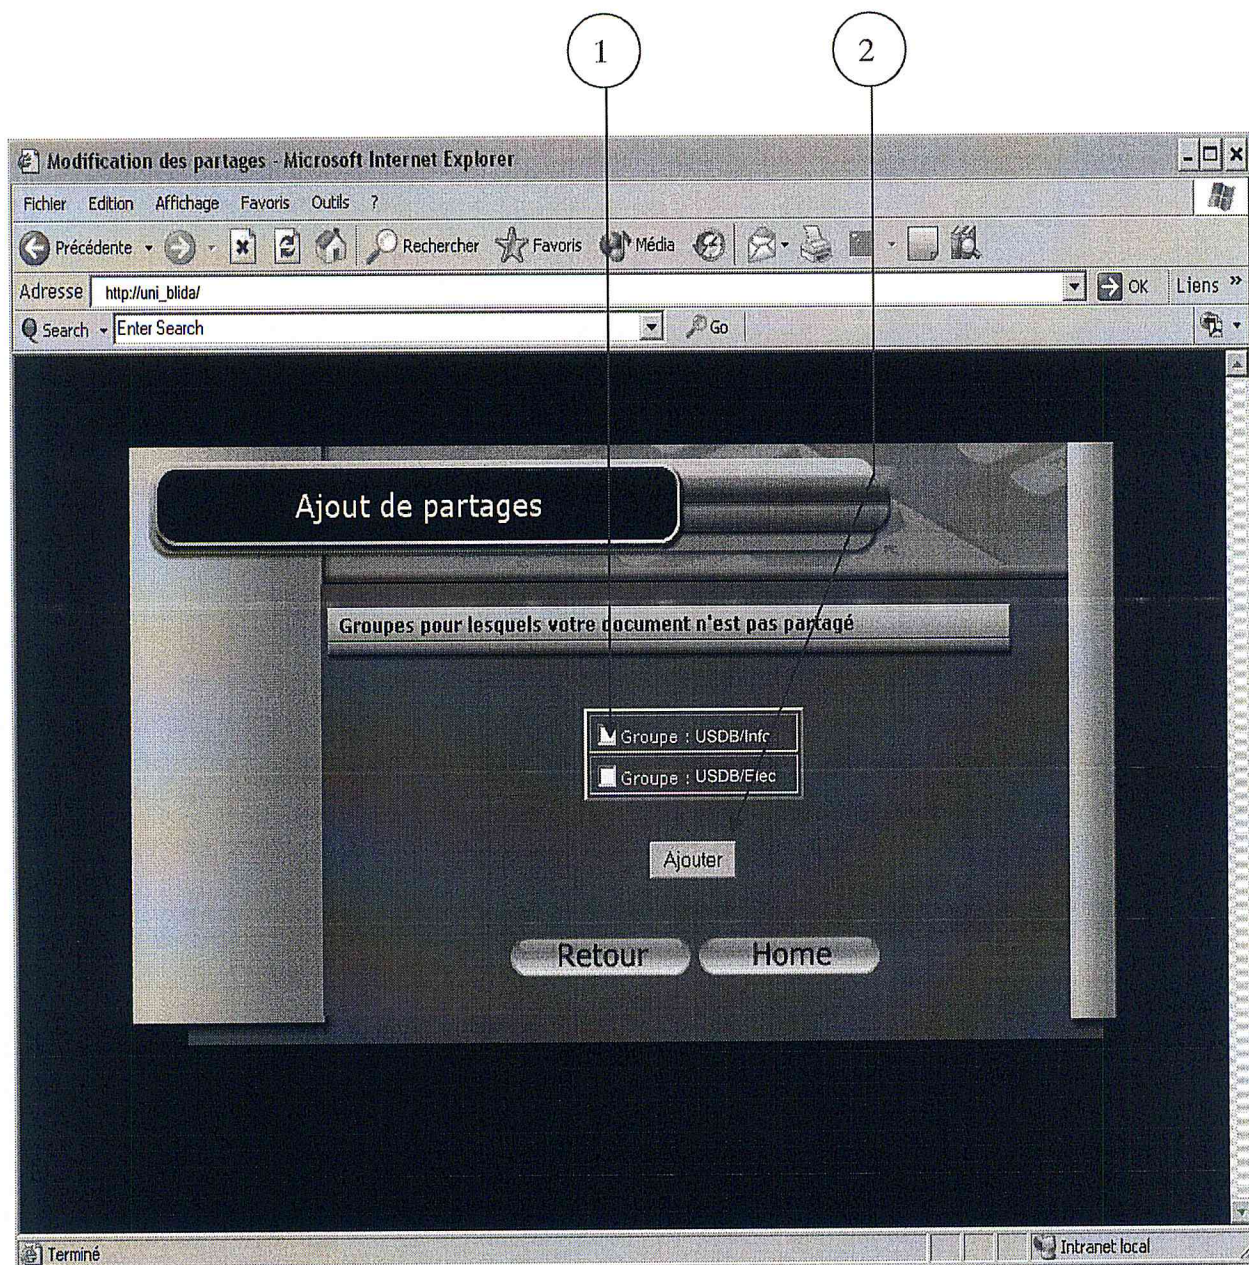 1 2
Modification des partages - Microsoft Internet Explorer
Fichier Edition Affichage Favoris Outils ?
Précédente Rechercher Favoris Média
Adresse http://uni_blida/ OK Liens »
Search Enter Search Go
Ajout de partages
Groupes pour lesquels votre document n'est pas partagé
Groupe : USDB/Info
Groupe : USDB/Elec
Ajouter
Retour Home
Terminé Intranet local